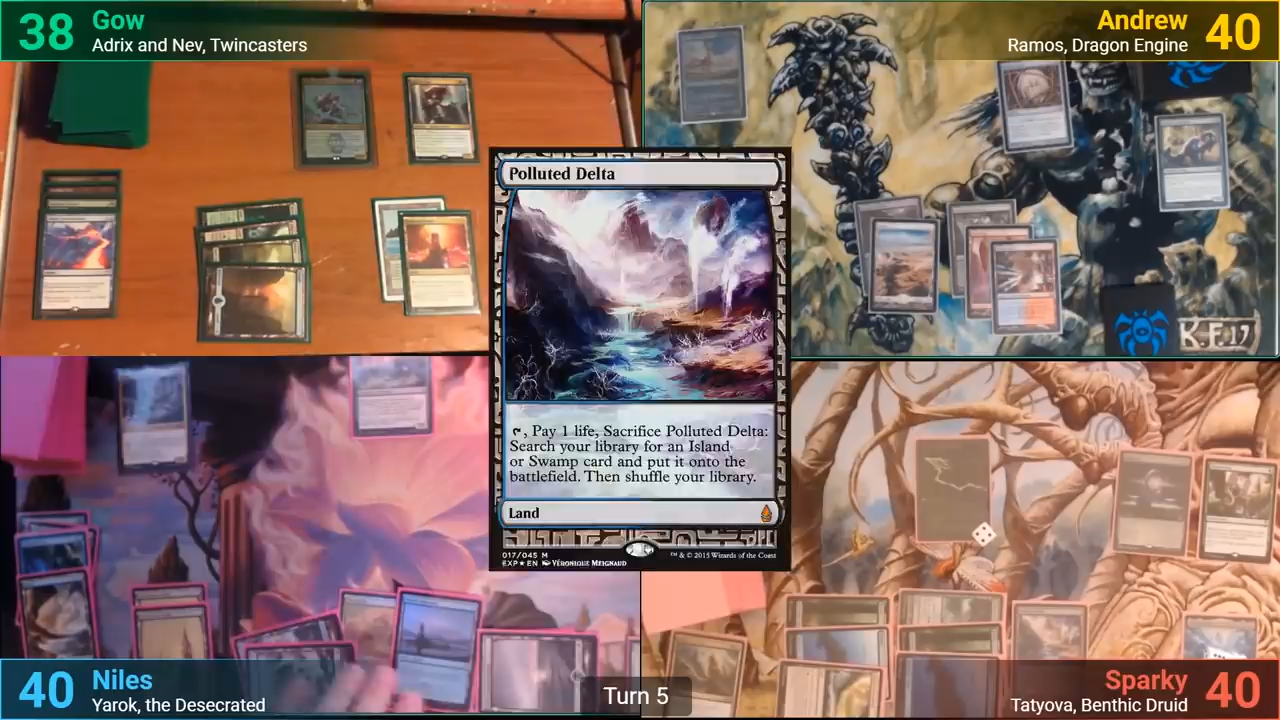 38
Gow
Adrix and Nev, Twincasters
Andrew
Ramos, Dragon Engine
40
Polluted Delta
, Pay 1 life, Sacrifice Polluted Delta:
Search your library for an Island
or Swamp card and put it onto the
battlefield. Then shuffle your library.
Land
017/045 M
EXP ★ EN VÉRONIQUE MEIGNAUD
™ & © 2015 Wizards of the Coast
K.F. 17
40
Niles
Yarok, the Desecrated
Turn 5
Sparky
Tatyova, Benthic Druid
40